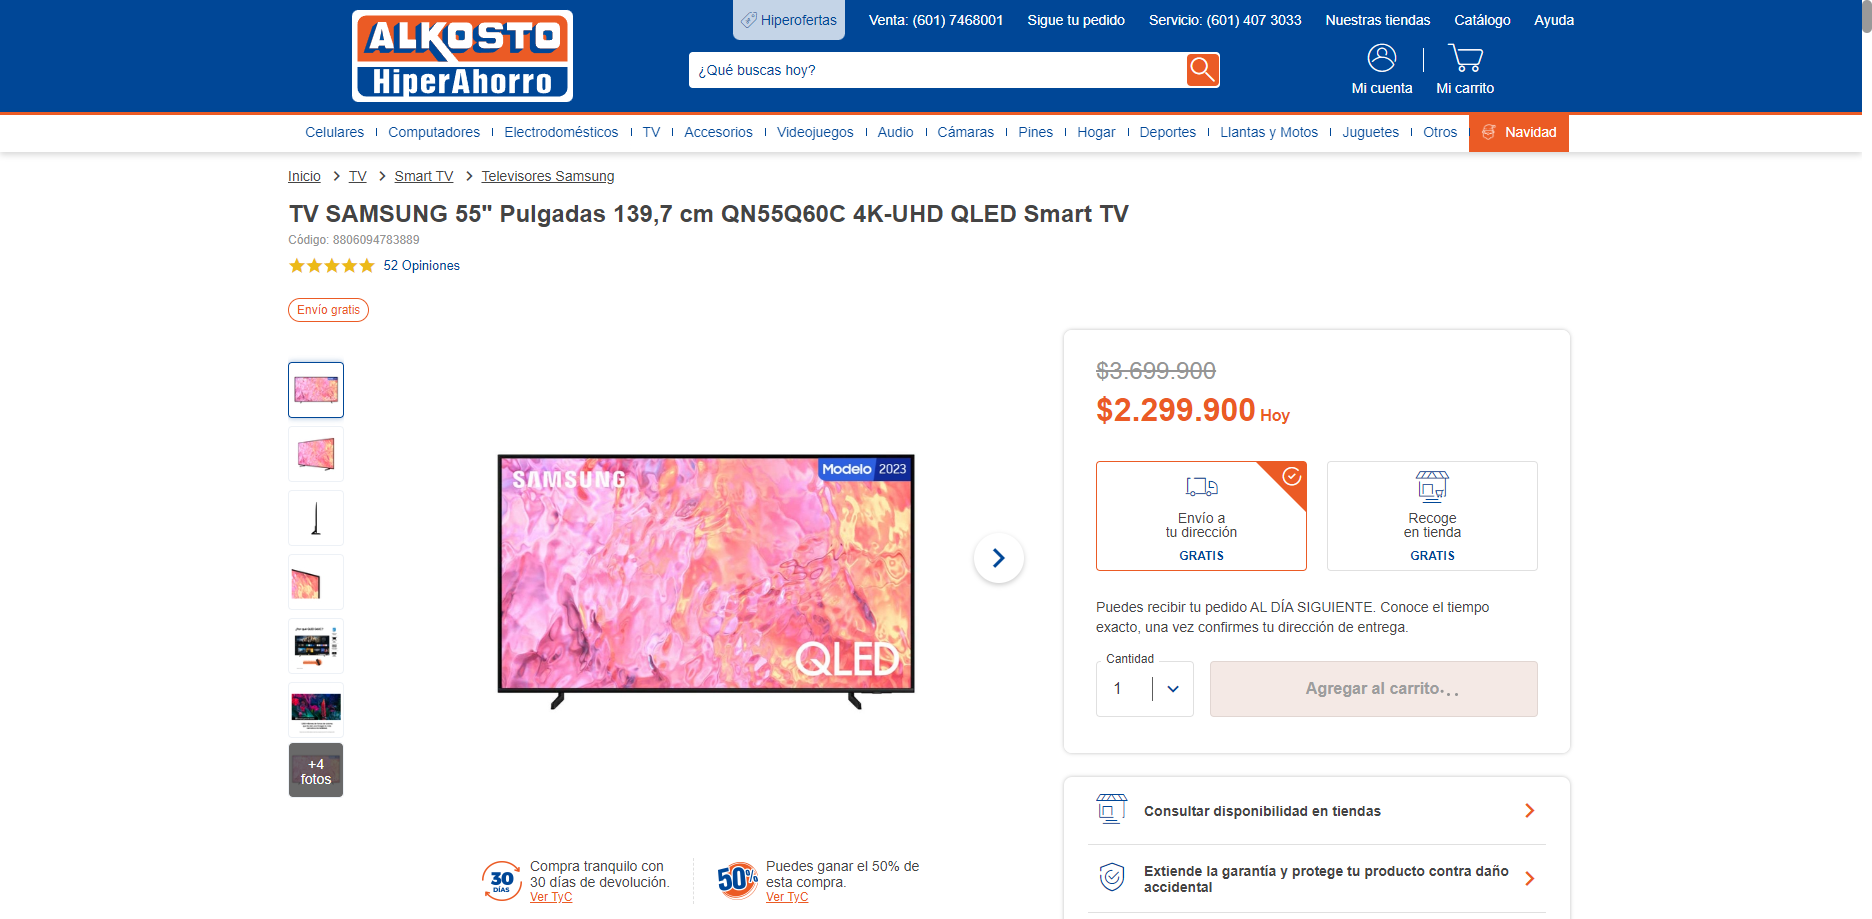 ALKOSTO
HiperAhorro
Hiperofertas
Venta: (601) 7468001
Sigue tu pedido
Servicio: (601) 407 3033
Nuestras tiendas
Catálogo
Ayuda
¿Qué buscas hoy?
Mi cuenta
Mi carrito
Celulares
Computadores
Electrodomésticos
TV
Accesorios
Videojuegos
Audio
Cámaras
Pines
Hogar
Deportes
Llantas y Motos
Juguetes
Otros
Navidad
Inicio
TV
Smart TV
Televisores Samsung
TV SAMSUNG 55" Pulgadas 139,7 cm QN55Q60C 4K-UHD QLED Smart TV
Código: 8806094783889
52 Opiniones
Envío gratis
+4
fotos
SAMSUNG
Modelo 2023
QLED
30
DÍAS
Compra tranquilo con
30 días de devolución.
Ver TyC
50%
Puedes ganar el 50% de
esta compra.
Ver TyC
$3.699.900
$2.299.900 Hoy
Envío a
tu dirección
GRATIS
Recoge
en tienda
GRATIS
Puedes recibir tu pedido AL DÍA SIGUIENTE. Conoce el tiempo
exacto, una vez confirmes tu dirección de entrega.
Cantidad
1
Agregar al carrito...
Consultar disponibilidad en tiendas
Extiende la garantía y protege tu producto contra daño
accidental